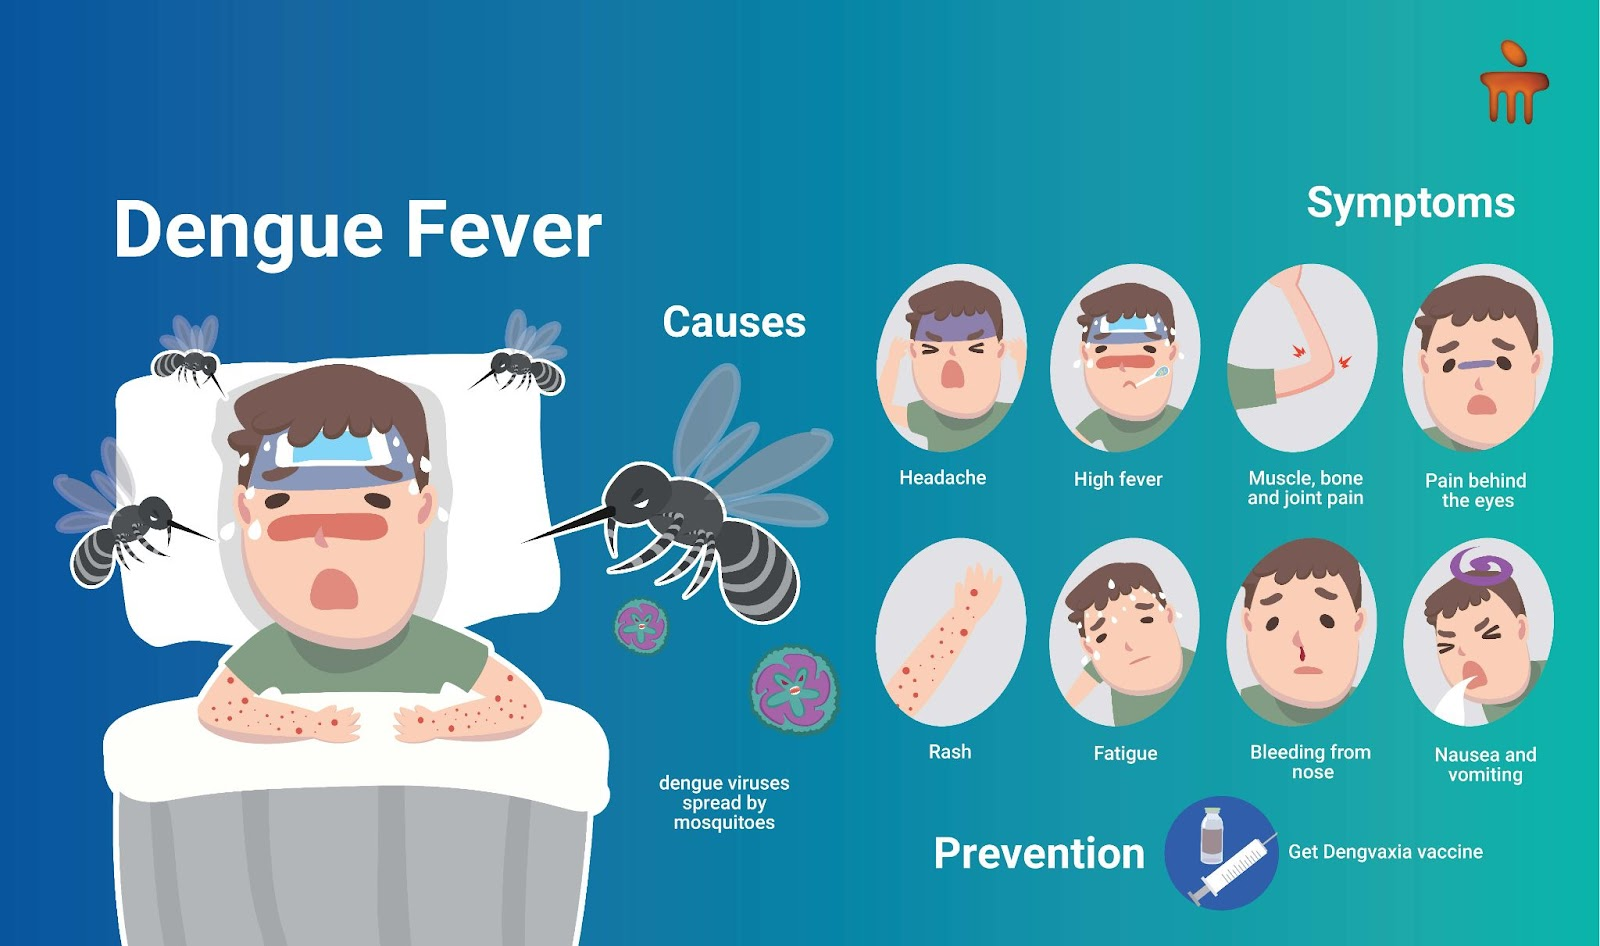 Dengue Fever
Causes
dengue viruses
spread by
mosquitoes
Symptoms
Headache
High fever
Muscle, bone
and joint pain
Pain behind
the eyes
Rash
Fatigue
Bleeding from
nose
Nausea and
vomiting
Prevention
Get Dengvaxia vaccine